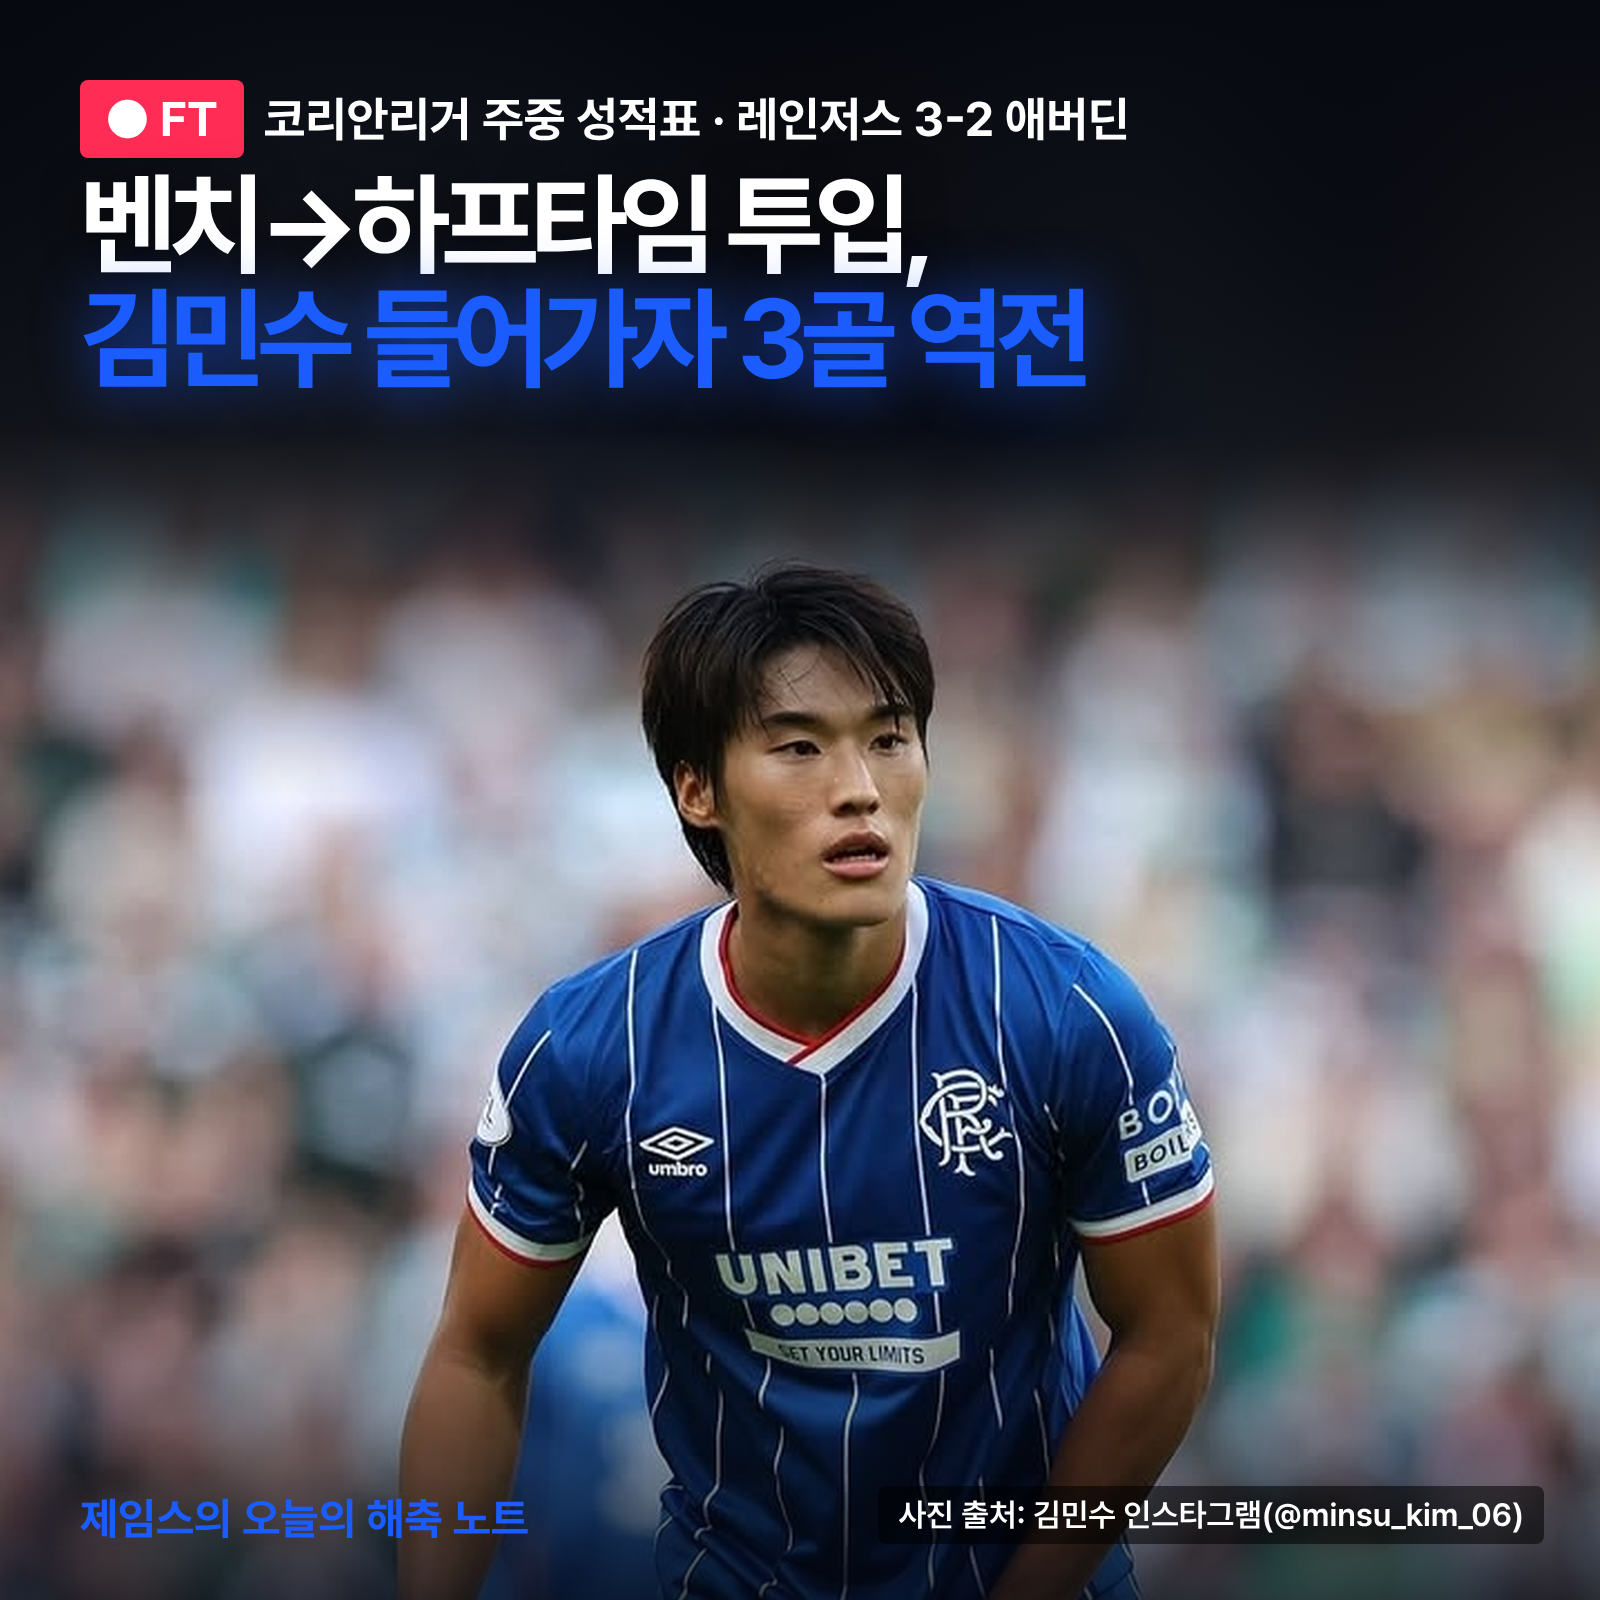 FT 코리안리거 주중 성적표 · 레인저스 3-2 애버딘
벤치→하프타임 투입,
김민수 들어가자 3골 역전
umbro
BOIL
UNIBET
SET YOUR LIMITS
제임스의 오늘의 해축 노트
사진 출처: 김민수 인스타그램(@minsu_kim_06)